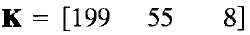 K = [199 55 8]